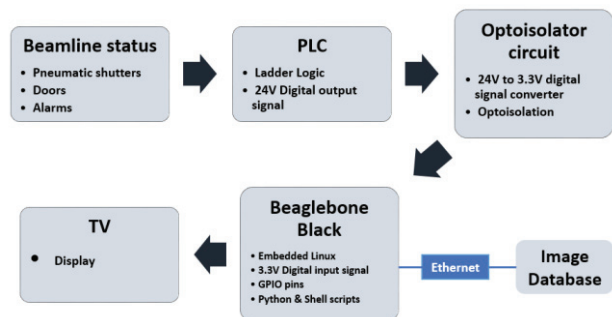 Beamline status
• Pneumatic shutters
• Doors
• Alarms
PLC
• Ladder Logic
• 24V Digital output
signal
Optoisolator
circuit
• 24V to 3.3V digital
signal converter
• Optoisolation
TV
• Display
Beaglebone
Black
• Embedded Linux
• 3.3V Digital input signal
• GPIO pins
• Python & Shell scripts
Ethernet
Image
Database